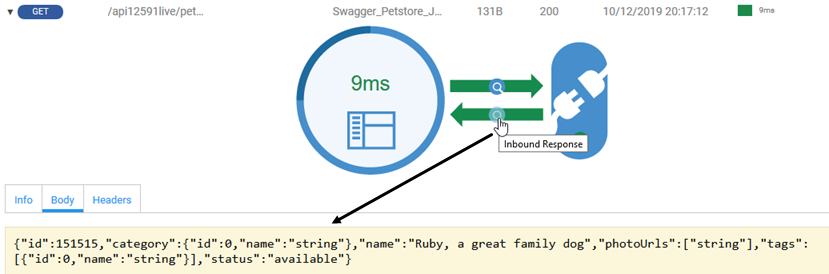 GET /api12591live/pet... Swagger_Petstore_J... 131B 200 10/12/2019 20:17:12 9ms
9ms
Inbound Response
Info Body Headers
{"id":151515,"category":{"id":0,"name":"string"},"name":"Ruby, a great family dog","photoUrls":["string"],"tags":
[{"id":0,"name":"string"}],"status":"available"}